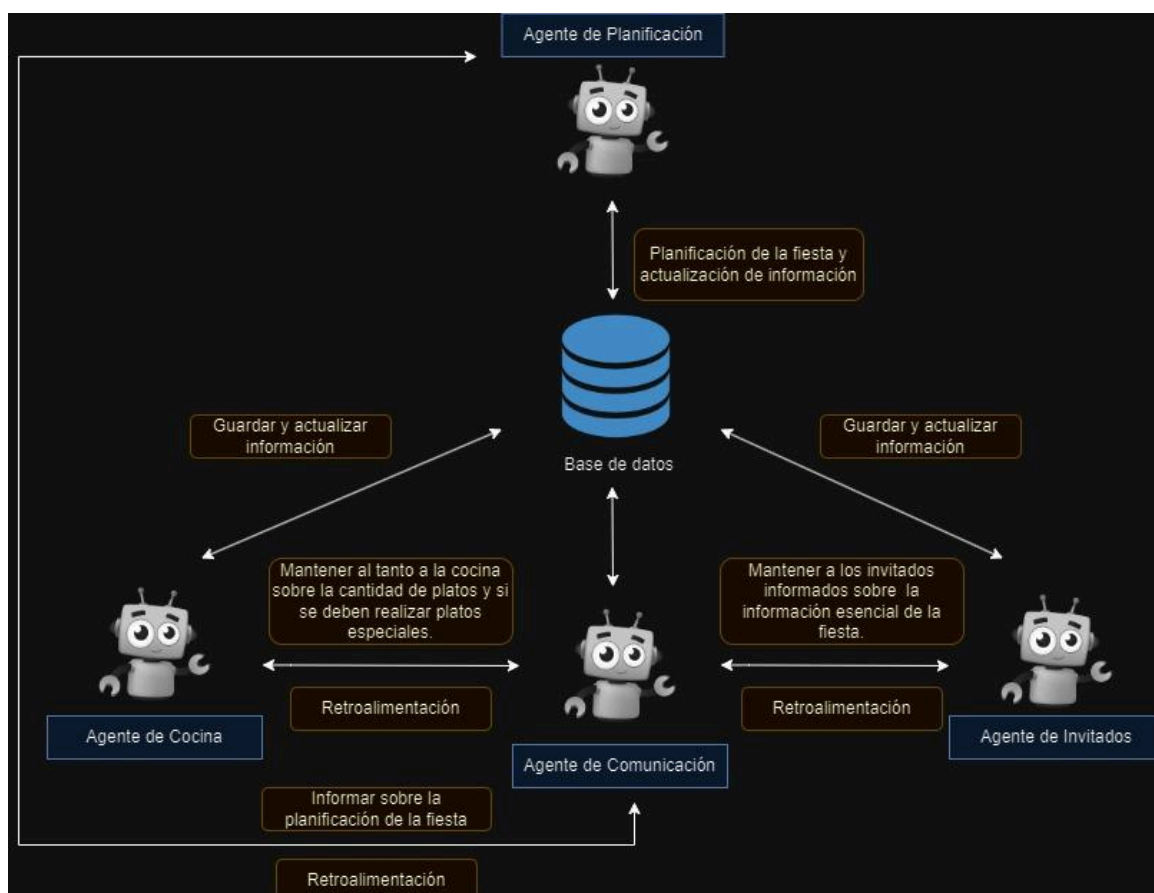 Agente de Planificación
Planificación de la fiesta y
actualización de información
Guardar y actualizar
información
Guardar y actualizar
información
Base de datos
Mantener al tanto a la cocina
sobre la cantidad de platos y si
se deben realizar platos
especiales.
Mantener a los invitados
informados sobre la
información esencial de la
fiesta.
Retroalimentación
Retroalimentación
Agente de Cocina
Agente de Comunicación
Agente de Invitados
Informar sobre la
planificación de la fiesta
Retroalimentación